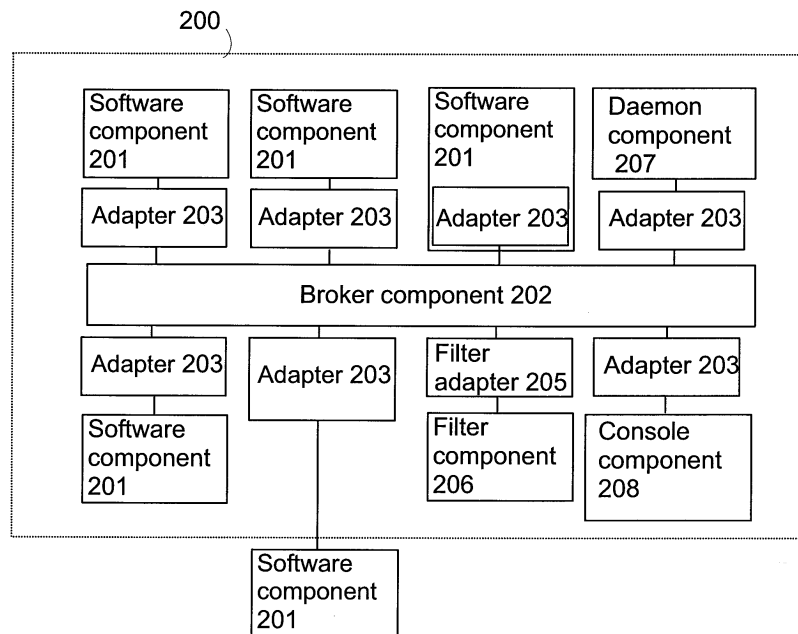 200
Software
component
201
Software
component
201
Software
component
201
Daemon
component
207
Adapter 203
Adapter 203
Adapter 203
Adapter 203
Broker component 202
Adapter 203
Adapter 203
Filter
adapter 205
Adapter 203
Software
component
201
Filter
component
206
Console
component
208
Software
component
201